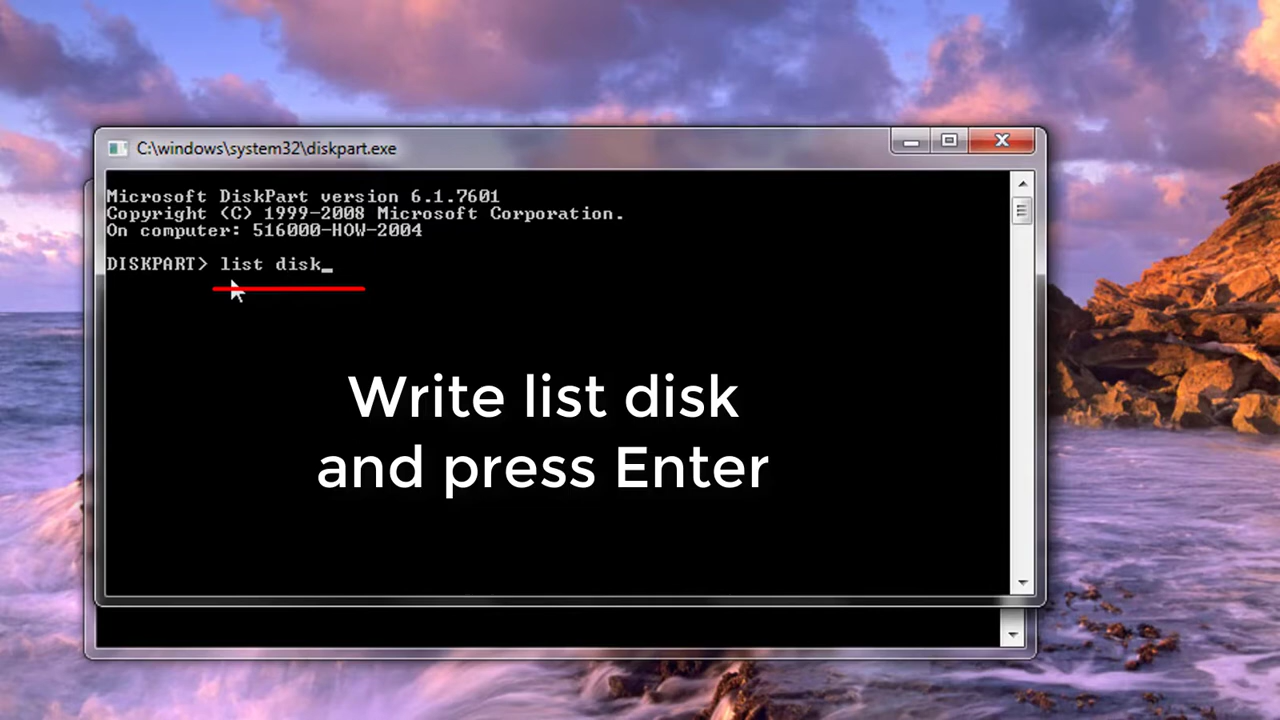 C:\windows\system32\diskpart.exe
Microsoft DiskPart version 6.1.7601
Copyright (C) 1999-2008 Microsoft Corporation.
On computer: 516000-HOW-2004
DISKPART> list disk_
Write list disk
and press Enter